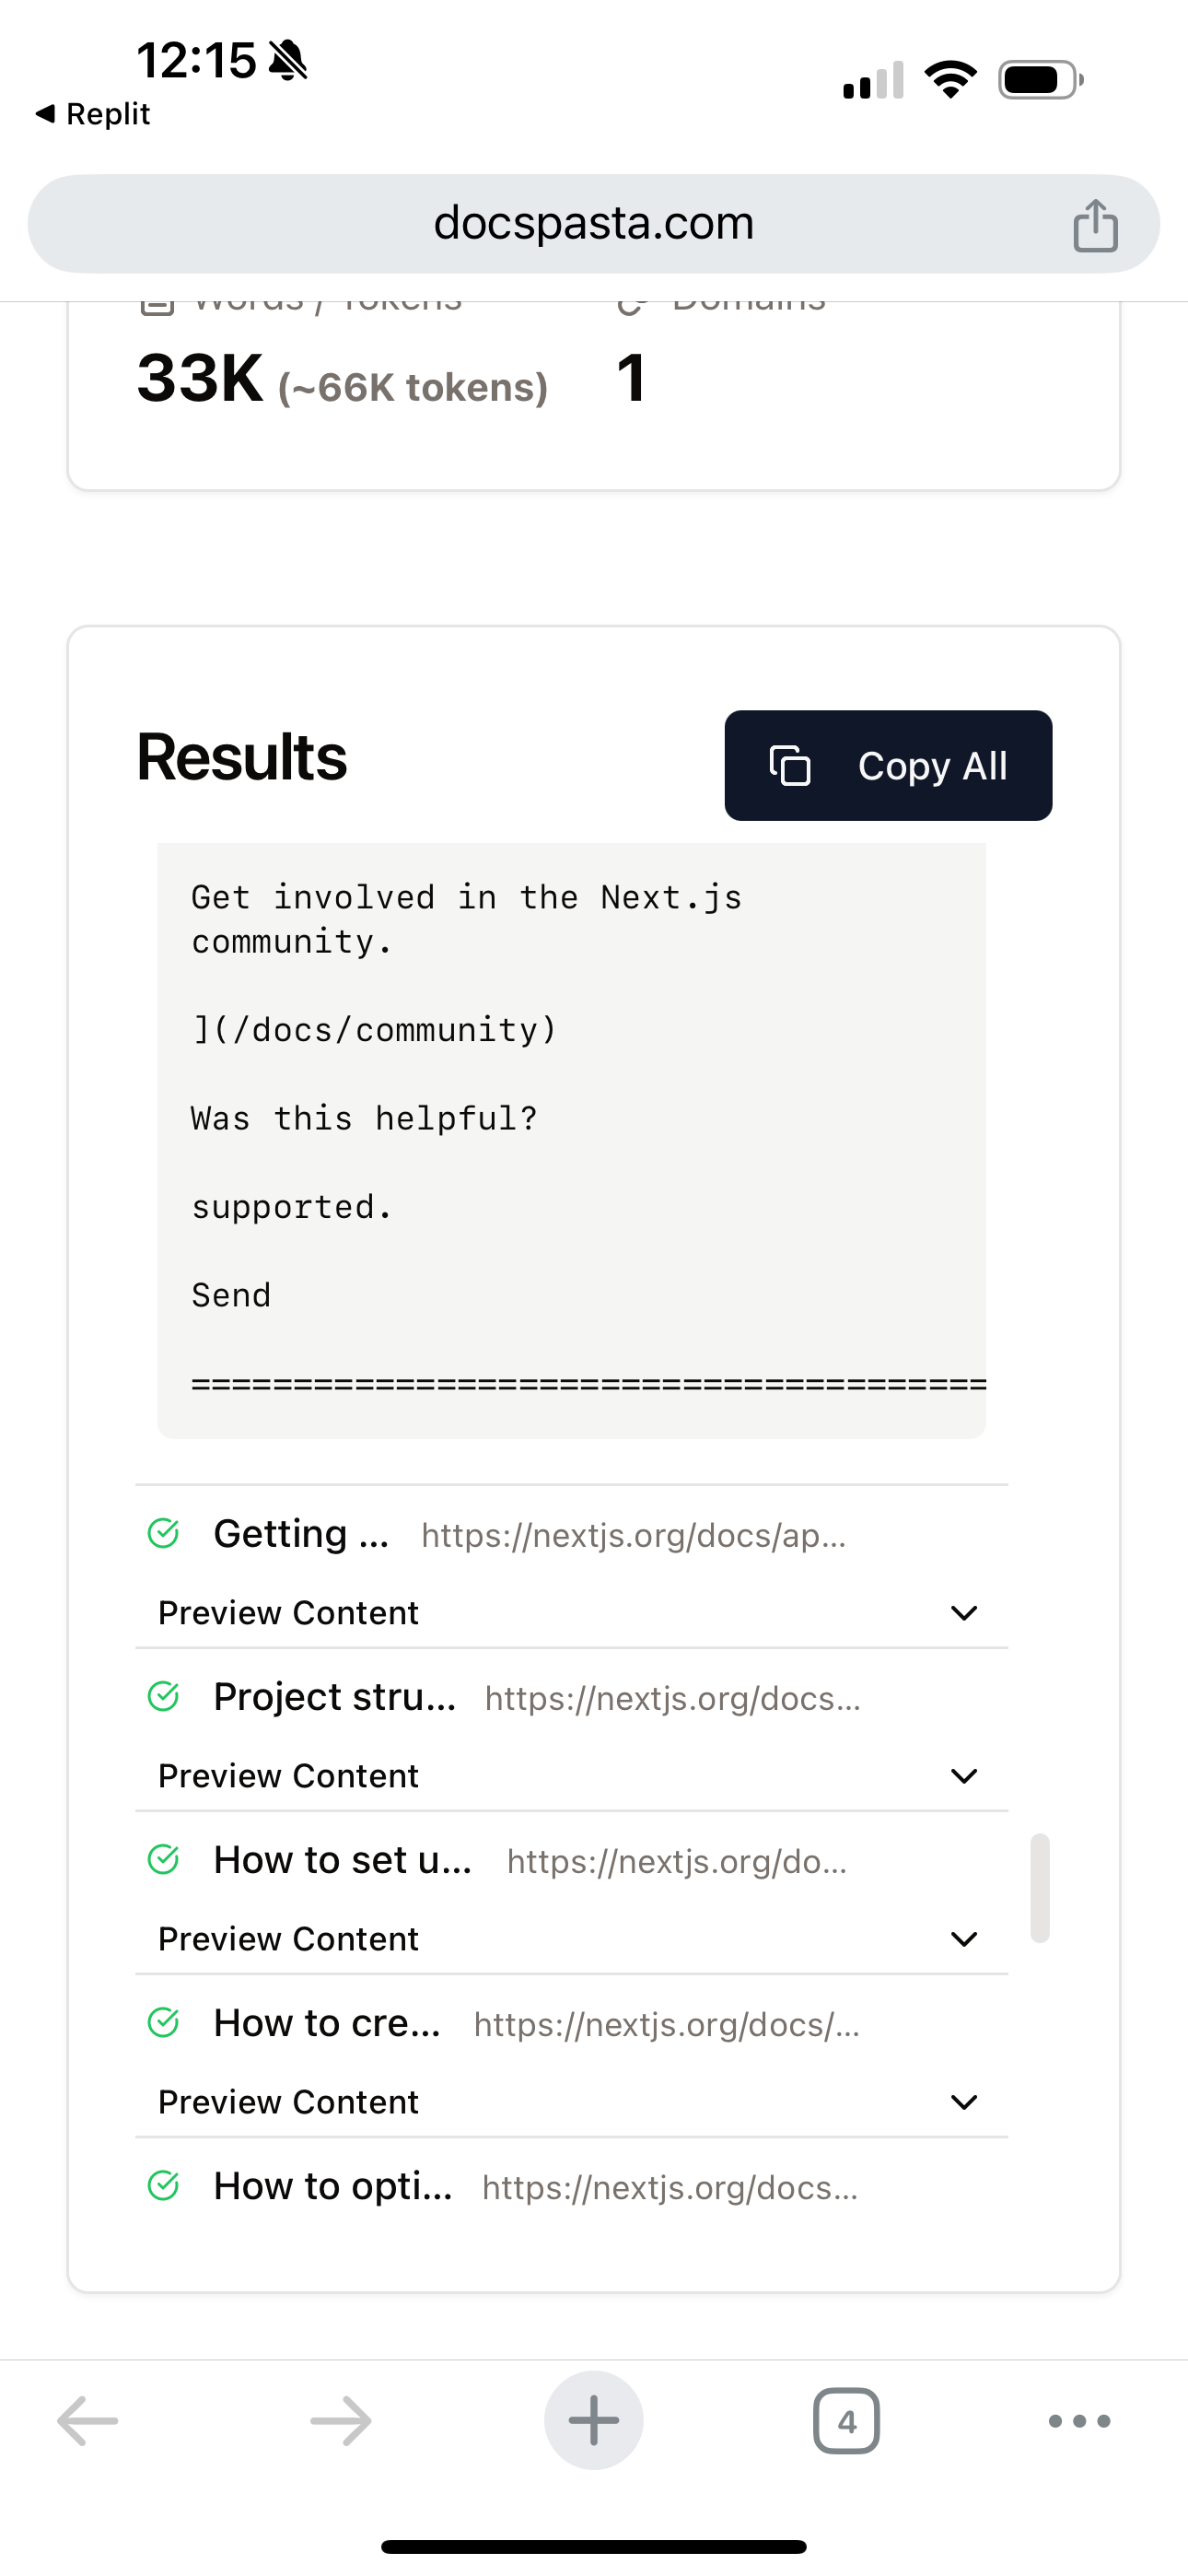 12:15
Replit
docspasta.com
Words / Tokens
Domains
33K (~66K tokens)
1
Results
Copy All
Get involved in the Next.js
community.
](/docs/community)
Was this helpful?
supported.
Send
=======================================
Getting ...
https://nextjs.org/docs/ap...
Preview Content
Project stru...
https://nextjs.org/docs...
Preview Content
How to set u...
https://nextjs.org/do...
Preview Content
How to cre...
https://nextjs.org/docs/...
Preview Content
How to opti...
https://nextjs.org/docs...
4